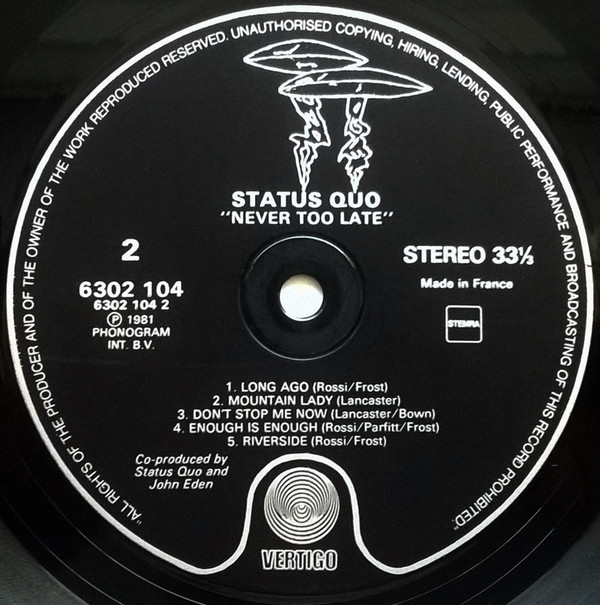 "ALL RIGHTS OF THE PRODUCER AND OF THE OWNER OF THE WORK REPRODUCED RESERVED. UNAUTHORISED COPYING, HIRING, LENDING, PUBLIC PERFORMANCE AND BROADCASTING OF THIS RECORD PROHIBITED."
STATUS QUO
"NEVER TOO LATE"
2
6302 104
6302 104 2
Ⓟ 1981
PHONOGRAM
INT. B.V.
STEREO 33⅓
Made in France
STEMRA
1. LONG AGO (Rossi/Frost)
2. MOUNTAIN LADY (Lancaster)
3. DON'T STOP ME NOW (Lancaster/Bown)
4. ENOUGH IS ENOUGH (Rossi/Parfitt/Frost)
5. RIVERSIDE (Rossi/Frost)
Co-produced by
Status Quo and
John Eden
VERTIGO